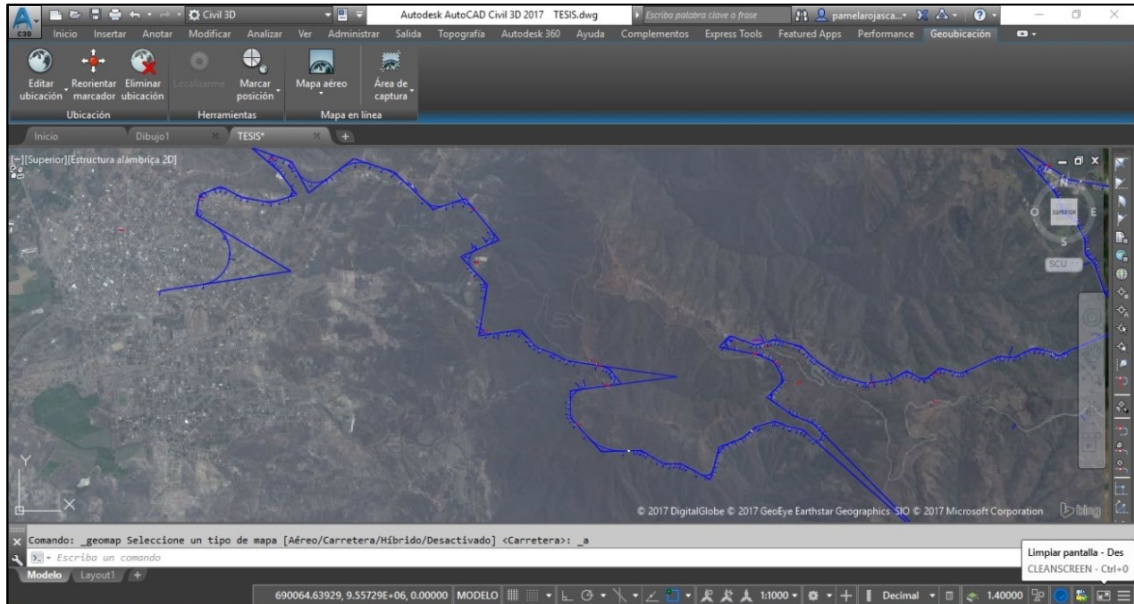 Civil 3D
Autodesk AutoCAD Civil 3D 2017 TESIS.dwg
Escriba palabra clave o frase
pamelarojasca...
C3D
Inicio Insertar Anotar Modificar Analizar Ver Administrar Salida Topografía Autodesk 360 Ayuda Complementos Express Tools Featured Apps Performance Geoubicación
Editar ubicación
Reorientar marcador
Eliminar ubicación
Localizarme
Marcar posición
Mapa aéreo
Área de captura
Ubicación Herramientas Mapa en línea
Inicio Dibujo1 TESIS*
[-][Superior][Estructura alámbrica 2D]
N
O SUPERIOR E
S
SCU
Y
X
© 2017 DigitalGlobe © 2017 GeoEye Earthstar Geographics SIO © 2017 Microsoft Corporation bing
Comando: _geomap Seleccione un tipo de mapa [Aéreo/Carretera/Híbrido/Desactivado] <Carretera>: _a
Escriba un comando
Limpiar pantalla - Des
CLEANSCREEN - Ctrl+0
Modelo Layout1
690064.63929, 9.55729E+06, 0.00000 MODELO 1:1000 Decimal 1.40000